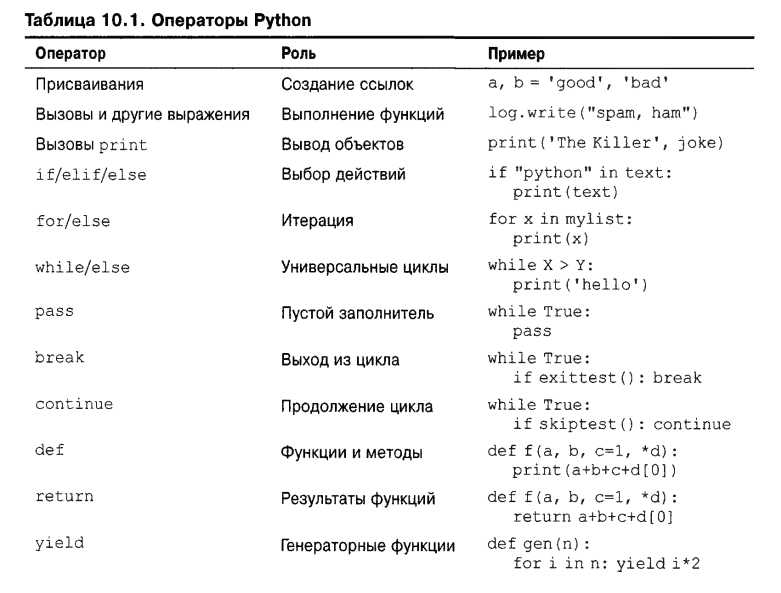 Таблица 10.1. Операторы Python
Оператор Роль Пример
Присваивания Создание ссылок a, b = 'good', 'bad'
Вызовы и другие выражения Выполнение функций log.write("spam, ham")
Вызовы print Вывод объектов print('The Killer', joke)
if/elif/else Выбор действий if "python" in text:
print(text)
for/else Итерация for x in mylist:
print(x)
while/else Универсальные циклы while X > Y:
print('hello')
pass Пустой заполнитель while True:
pass
break Выход из цикла while True:
if exittest(): break
continue Продолжение цикла while True:
if skiptest(): continue
def Функции и методы def f(a, b, c=1, *d):
print(a+b+c+d[0])
return Результаты функций def f(a, b, c=1, *d):
return a+b+c+d[0]
yield Генераторные функции def gen(n):
for i in n: yield i*2